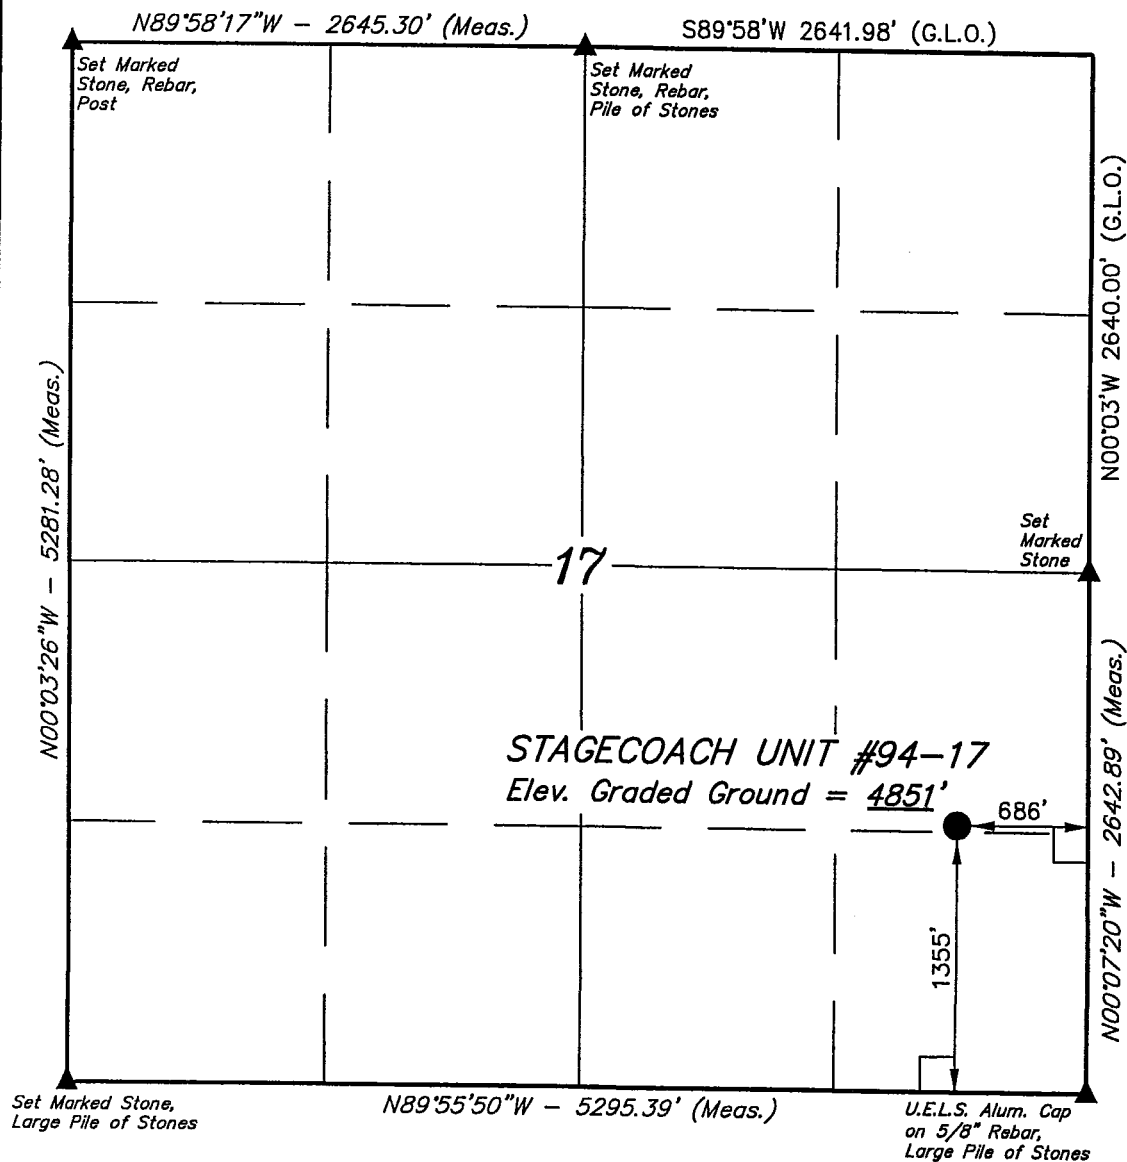 N89°58'17"W - 2645.30' (Meas.)
S89°58'W 2641.98' (G.L.O.)
Set Marked
Stone, Rebar,
Post
Set Marked
Stone, Rebar,
Pile of Stones
N00°03'W 2640.00' (G.L.O.)
N00°03'26"W - 5281.28' (Meas.)
Set
Marked
Stone
17
STAGECOACH UNIT #94-17
Elev. Graded Ground = 4851'
686'
1355'
N00°07'20"W - 2642.89' (Meas.)
Set Marked Stone,
Large Pile of Stones
N89°55'50"W - 5295.39' (Meas.)
U.E.L.S. Alum. Cap
on 5/8" Rebar,
Large Pile of Stones